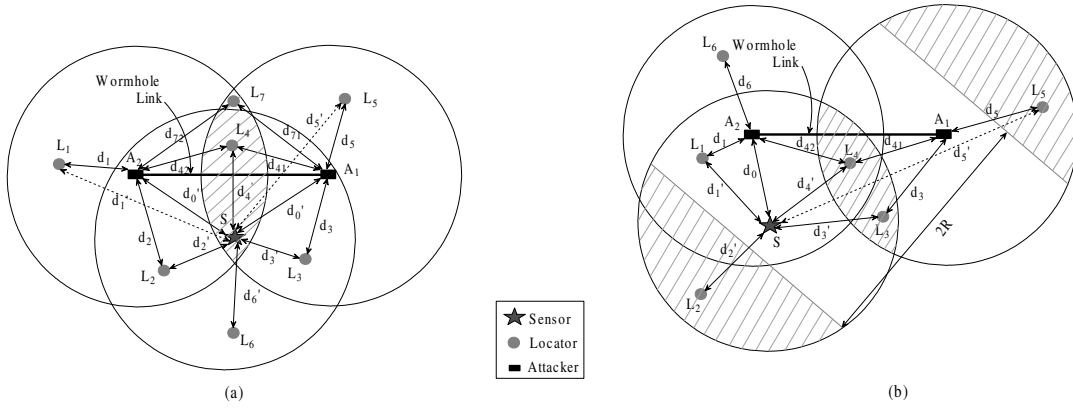 Wormhole
Link
L7
L5
d5'
L4
d72
d71
d5
L1
d1
A2
d42
d41
A1
d4'
d1'
d0'
d0'
S
d2
d2'
d3'
d3
L2
L3
d6'
L6
(a)
Sensor
Locator
Attacker
L6
Wormhole
Link
d6
L5
d5
A2
A1
d1
d42
d41
d5'
L1
L4
d0
d1'
d4'
d3
d3'
L3
S
2R
d2'
L2
(b)